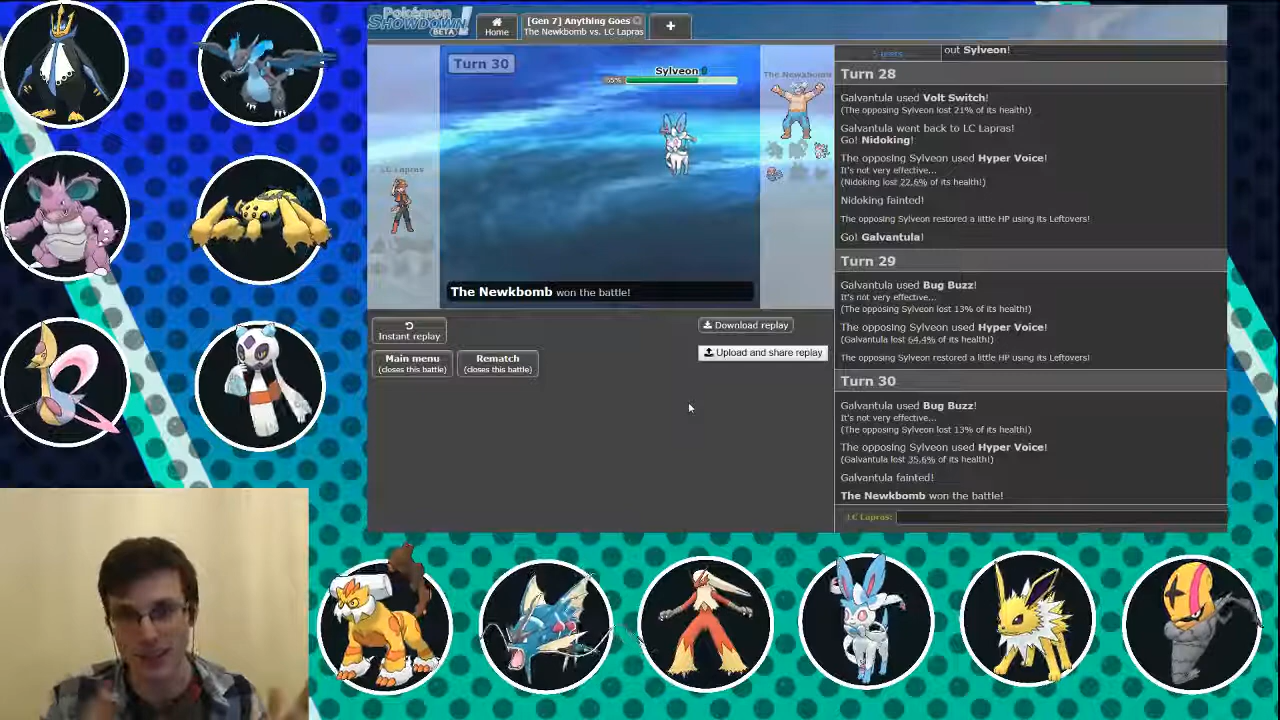 Pokémon
SHOWDOWN!
BETA
Home
[Gen 7] Anything Goes
The Newkbomb vs. LC Lapras
+
Turn 30
Sylveon
The Newkbomb
LC Lapras
The Newkbomb won the battle!
Instant replay
Download replay
Upload and share replay
Main menu
(closes this battle)
Rematch
(closes this battle)
out Sylveon!
Turn 28
Galvantula used Volt Switch!
(The opposing Sylveon lost 21% of its health!)
Galvantula went back to LC Lapras!
Go! Nidoking!
The opposing Sylveon used Hyper Voice!
It's not very effective...
(Nidoking lost 22.6% of its health!)
Nidoking fainted!
The opposing Sylveon restored a little HP using its Leftovers!
Go! Galvantula!
Turn 29
Galvantula used Bug Buzz!
It's not very effective...
(The opposing Sylveon lost 13% of its health!)
The opposing Sylveon used Hyper Voice!
(Galvantula lost 64.4% of its health!)
The opposing Sylveon restored a little HP using its Leftovers!
Turn 30
Galvantula used Bug Buzz!
It's not very effective...
(The opposing Sylveon lost 13% of its health!)
The opposing Sylveon used Hyper Voice!
(Galvantula lost 35.6% of its health!)
Galvantula fainted!
The Newkbomb won the battle!
LC Lapras: